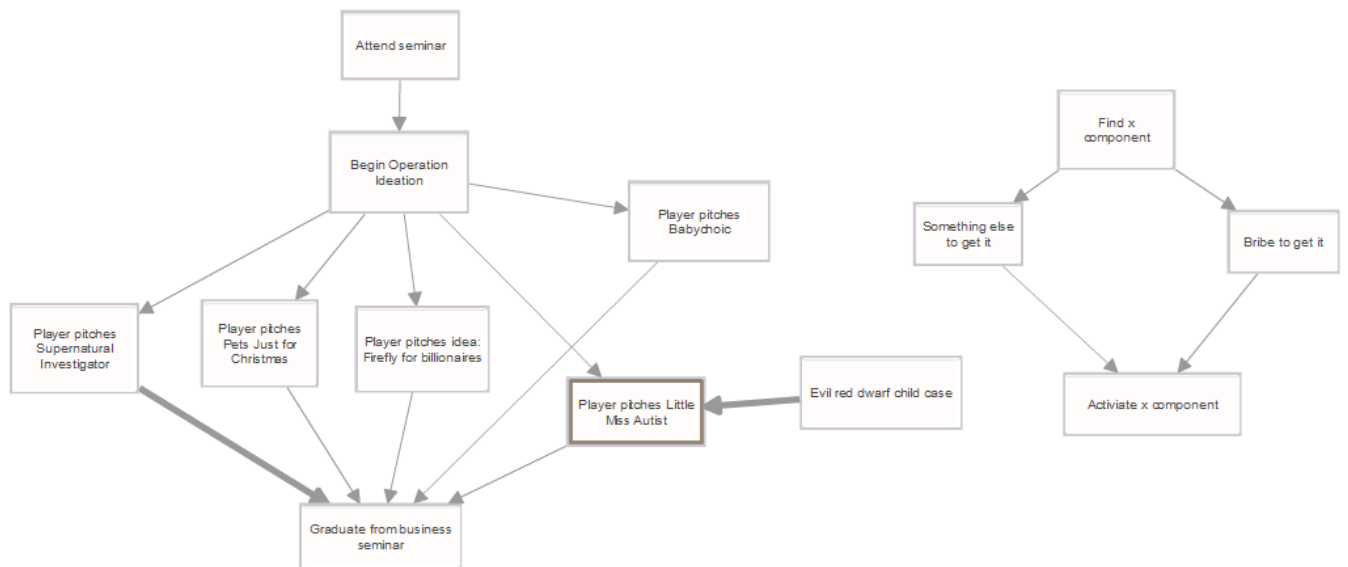 Attend seminar
Find x
component
Begin Operation
Ideation
Player pitches
Babychoic
Something else
to get it
Bribe to get it
Player pitches
Supernatural
Investigator
Player pitches
Pets Just for
Christmas
Player pitches idea:
Firefly for billionaires
Player pitches Little
Miss Autist
Evil red dwarf child case
Activiate x component
Graduate from business
seminar